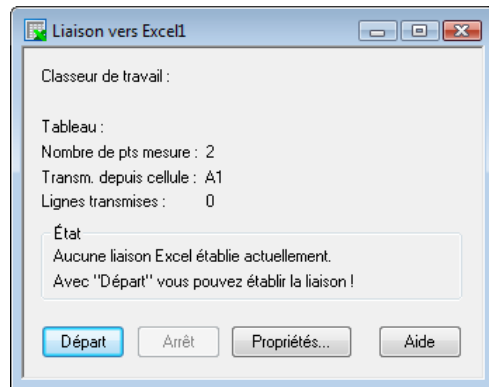 Liaison vers Excel1
Classeur de travail :
Tableau :
Nombre de pts mesure : 2
Transm. depuis cellule : A1
Lignes transmises : 0
État
Aucune liaison Excel établie actuellement.
Avec "Départ" vous pouvez établir la liaison !
Départ Arrêt Propriétés... Aide